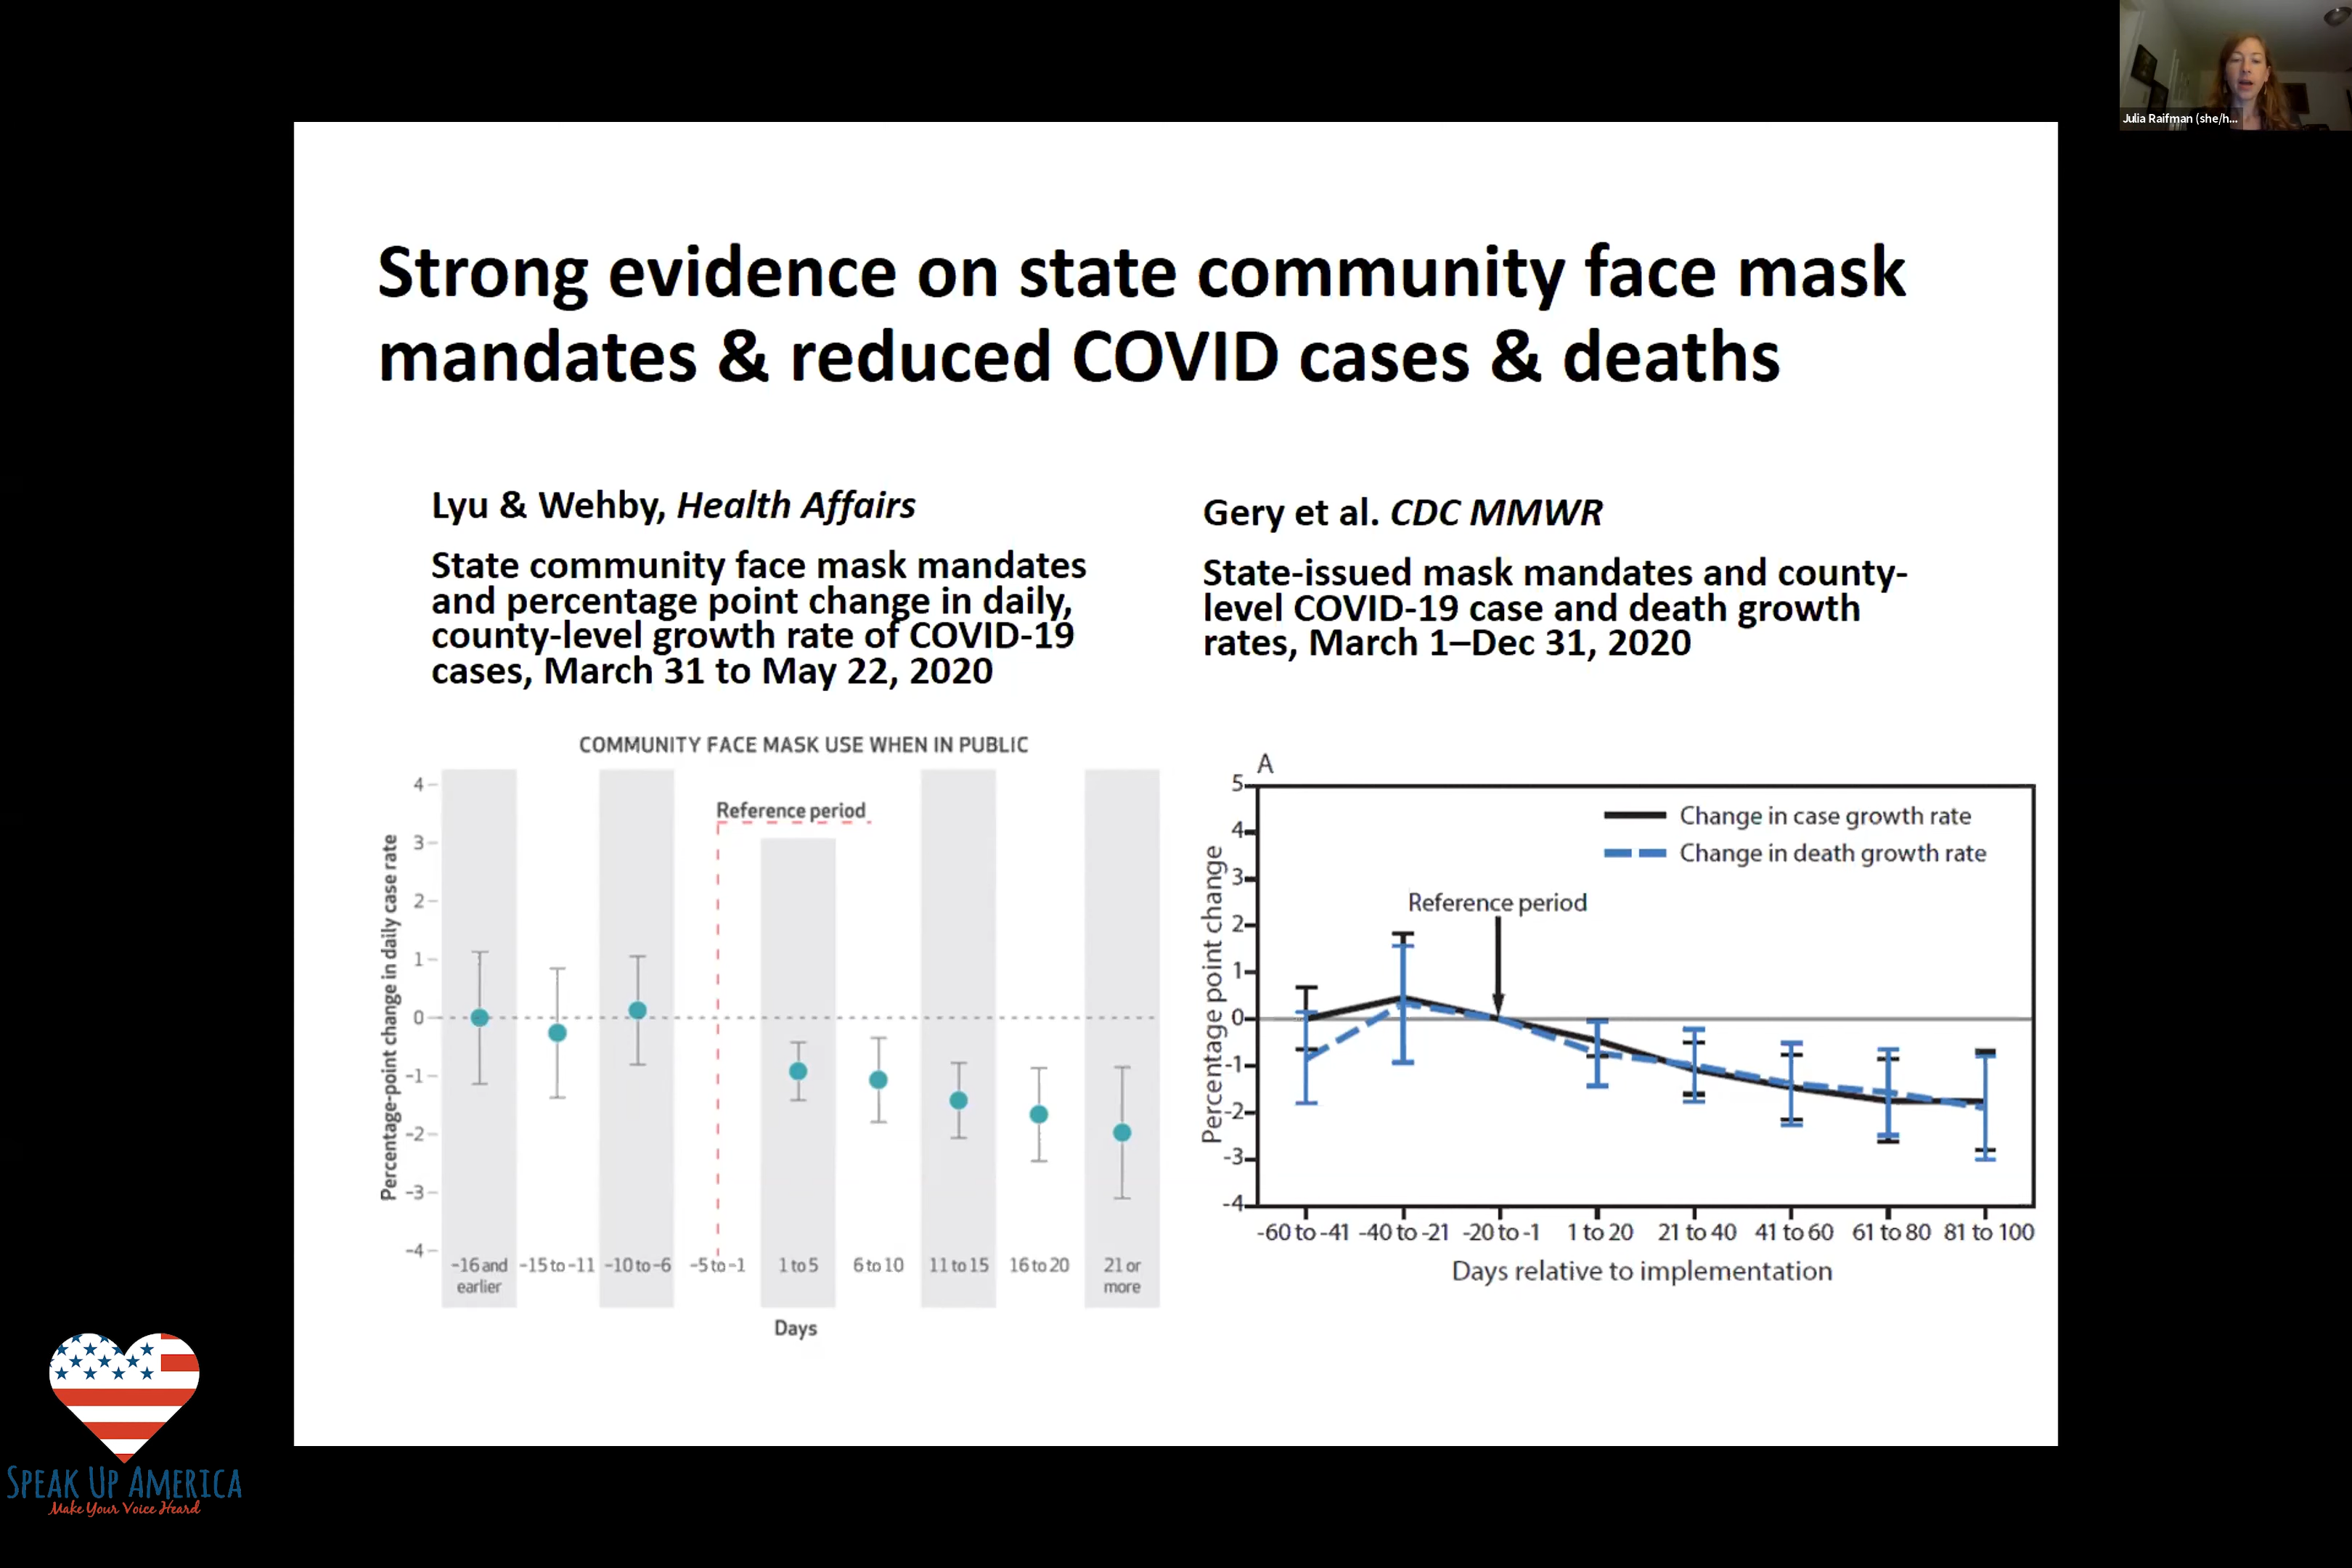 Julia Raifman (she/h...
Strong evidence on state community face mask
mandates & reduced COVID cases & deaths
Lyu & Wehby, Health Affairs
State community face mask mandates
and percentage point change in daily,
county-level growth rate of COVID-19
cases, March 31 to May 22, 2020
COMMUNITY FACE MASK USE WHEN IN PUBLIC
Reference period
Percentage-point change in daily case rate
4
3
2
1
0
-1
-2
-3
-4
-16 and earlier
-15 to -11
-10 to -6
-5 to -1
1 to 5
6 to 10
11 to 15
16 to 20
21 or more
Days
Gery et al. CDC MMWR
State-issued mask mandates and county-
level COVID-19 case and death growth
rates, March 1–Dec 31, 2020
A
Change in case growth rate
Change in death growth rate
Reference period
Percentage point change
5
4
3
2
1
0
-1
-2
-3
-4
-60 to -41
-40 to -21
-20 to -1
1 to 20
21 to 40
41 to 60
61 to 80
81 to 100
Days relative to implementation
SPEAK UP AMERICA
Make Your Voice Heard